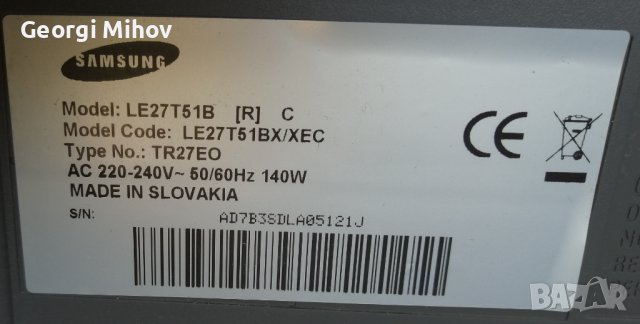 Georgi Mihov
SAMSUNG
Model: LE27T51B [R] C
Model Code: LE27T51BX/XEC
Type No.: TR27EO
AC 220-240V~ 50/60Hz 140W
MADE IN SLOVAKIA
S/N: AD7B3SDLA05121J
CE
BAZAR